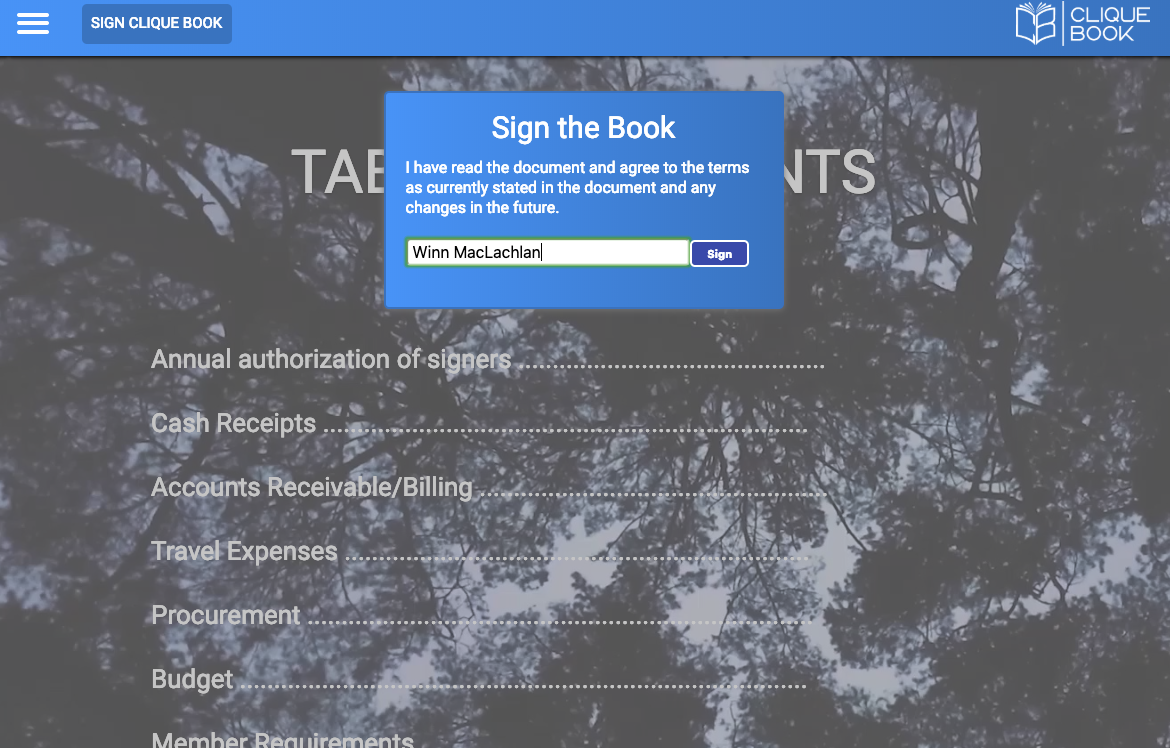 SIGN CLIQUE BOOK
CLIQUE
BOOK
Sign the Book
TAB
NTS
I have read the document and agree to the terms
as currently stated in the document and any
changes in the future.
Winn MacLachlan
Sign
Annual authorization of signers ................................................
Cash Receipts ..........................................................................
Accounts Receivable/Billing ......................................................
Travel Expenses ........................................................................
Procurement ..............................................................................
Budget ........................................................................................
Member Requirements